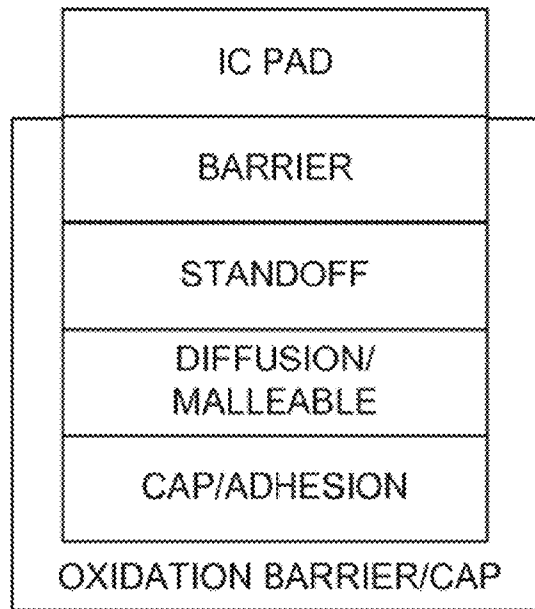 IC PAD
BARRIER
STANDOFF
DIFFUSION/
MALLEABLE
CAP/ADHESION
OXIDATION BARRIER/CAP